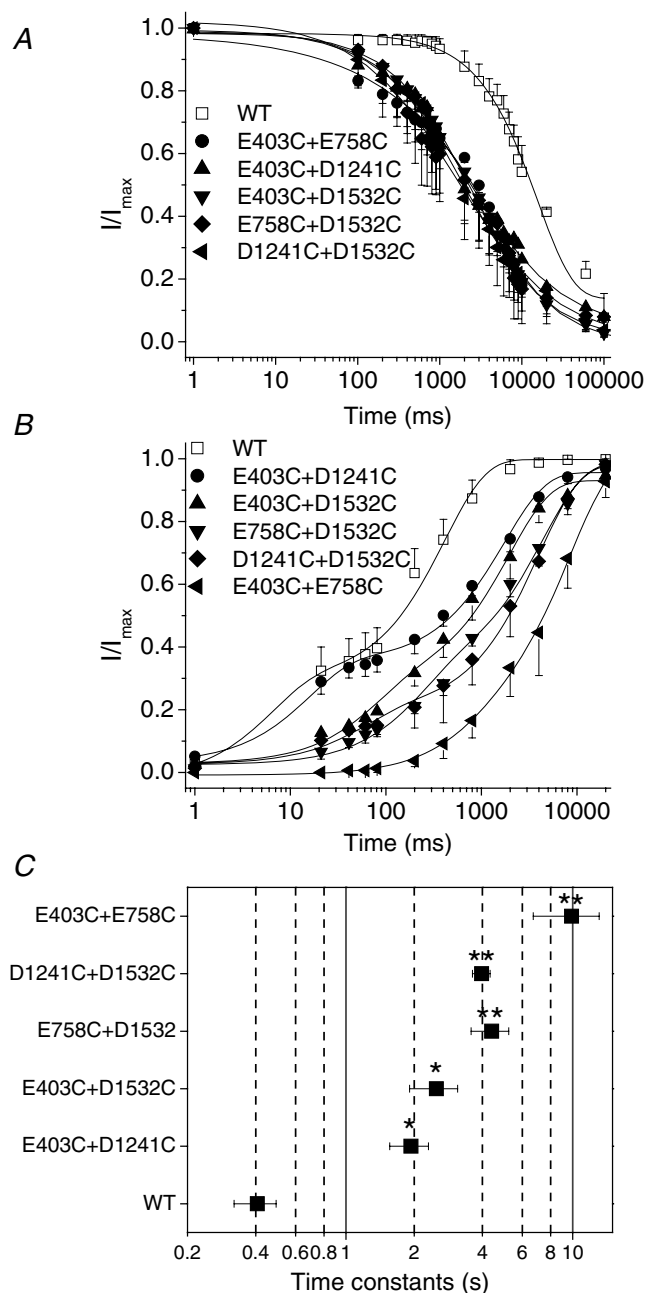 A
1.0
0.8
0.6
0.4
0.2
0.0
I/Imax
WT
E403C+E758C
E403C+D1241C
E403C+D1532C
E758C+D1532C
D1241C+D1532C
1 10 100 1000 10000 100000
Time (ms)
B
1.0
0.8
0.6
0.4
0.2
0.0
I/Imax
WT
E403C+D1241C
E403C+D1532C
E758C+D1532C
D1241C+D1532C
E403C+E758C
1 10 100 1000 10000
Time (ms)
C
E403C+E758C **
D1241C+D1532C **
E758C+D1532 **
E403C+D1532C *
E403C+D1241C *
WT
0.2 0.4 0.6 0.8 1 2 4 6 8 10
Time constants (s)